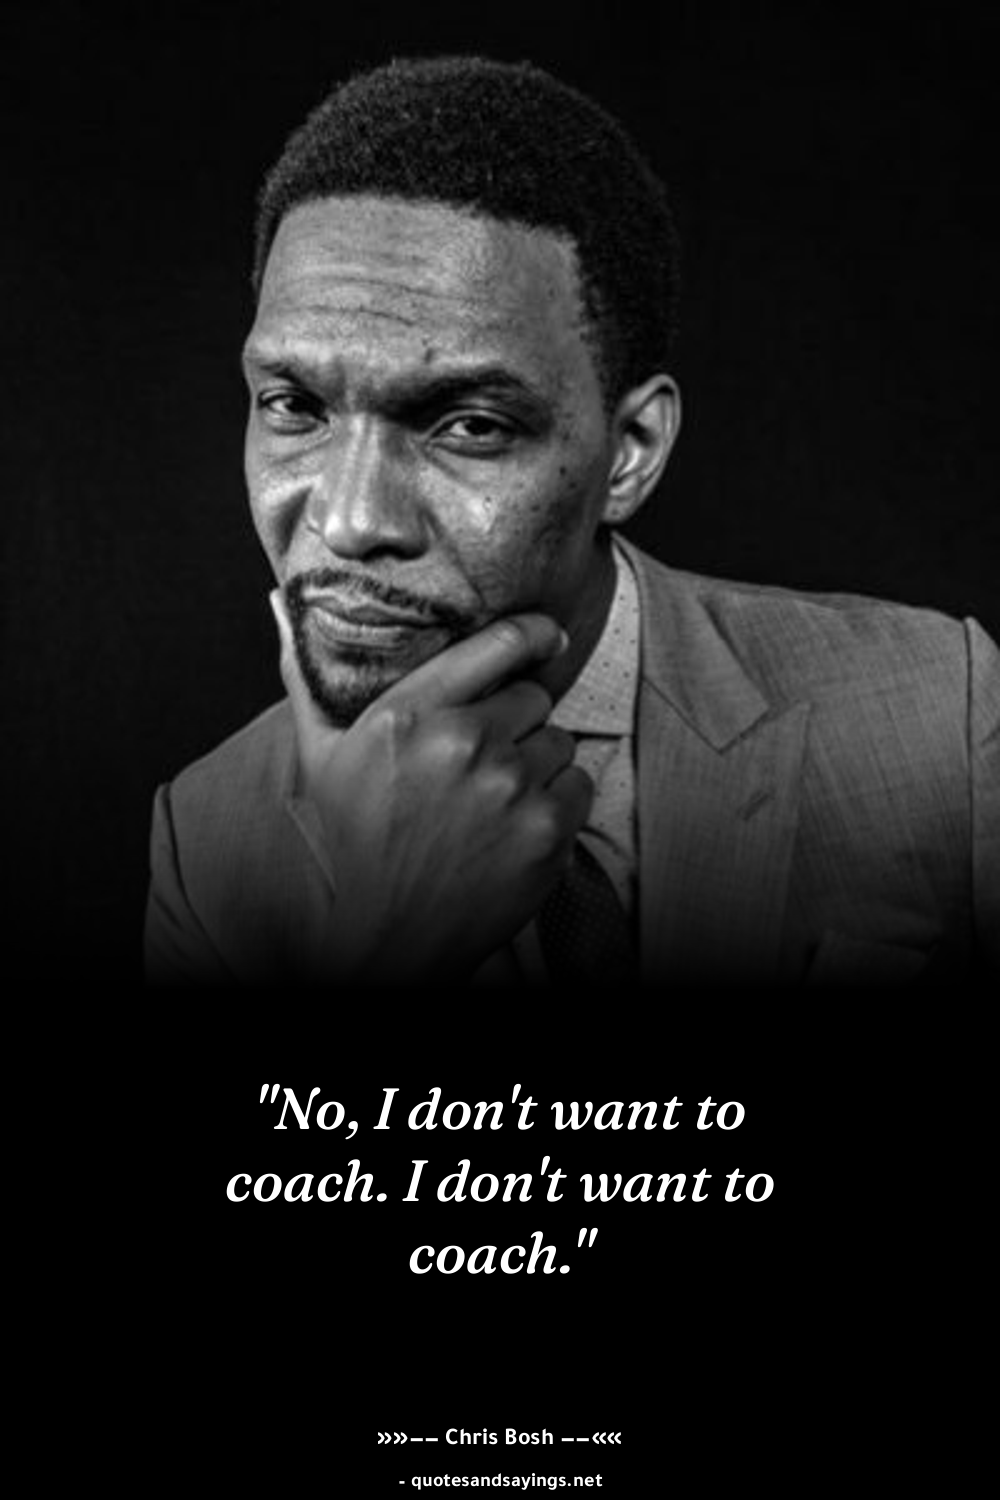 "No, I don't want to
coach. I don't want to
coach."
»»—— Chris Bosh ——««
- quotesandsayings.net